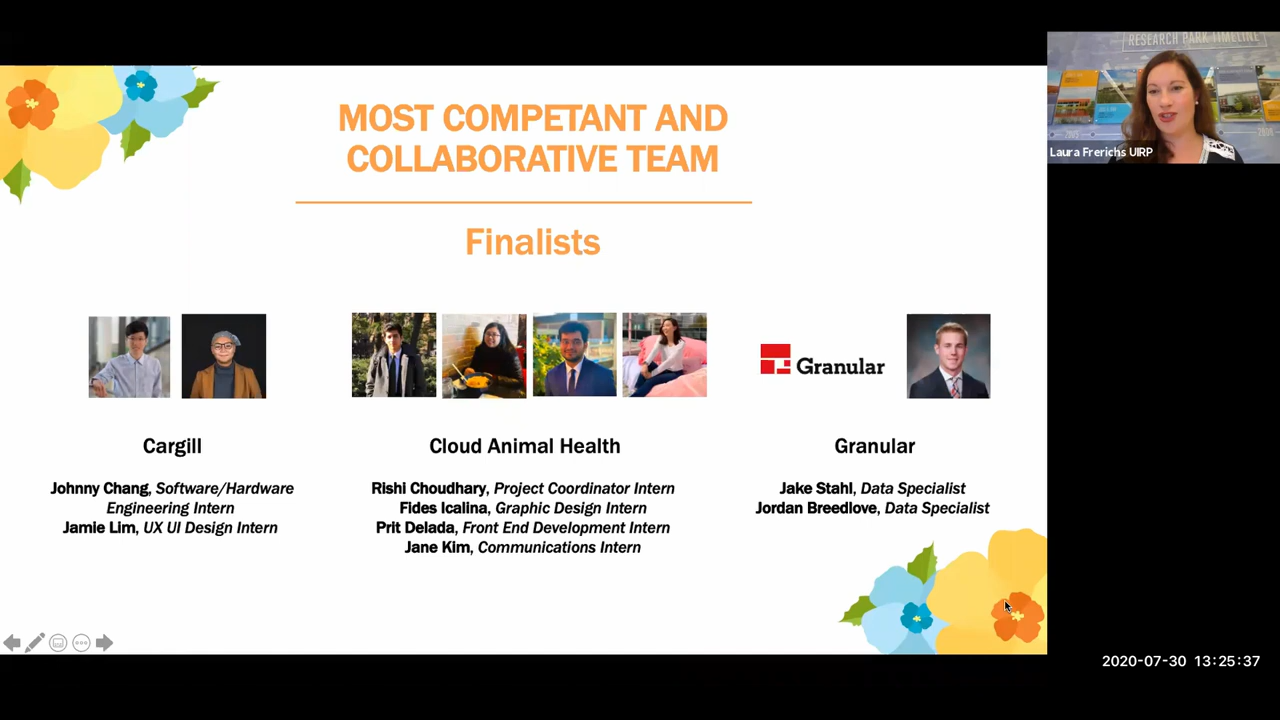 RESEARCH PARK TIMELINE
Laura Frerichs UIRP
MOST COMPETANT AND
COLLABORATIVE TEAM
Finalists
Granular
Cargill
Johnny Chang, Software/Hardware
Engineering Intern
Jamie Lim, UX UI Design Intern
Cloud Animal Health
Rishi Choudhary, Project Coordinator Intern
Fides Icalina, Graphic Design Intern
Prit Delada, Front End Development Intern
Jane Kim, Communications Intern
Granular
Jake Stahl, Data Specialist
Jordan Breedlove, Data Specialist
2020-07-30 13:25:37